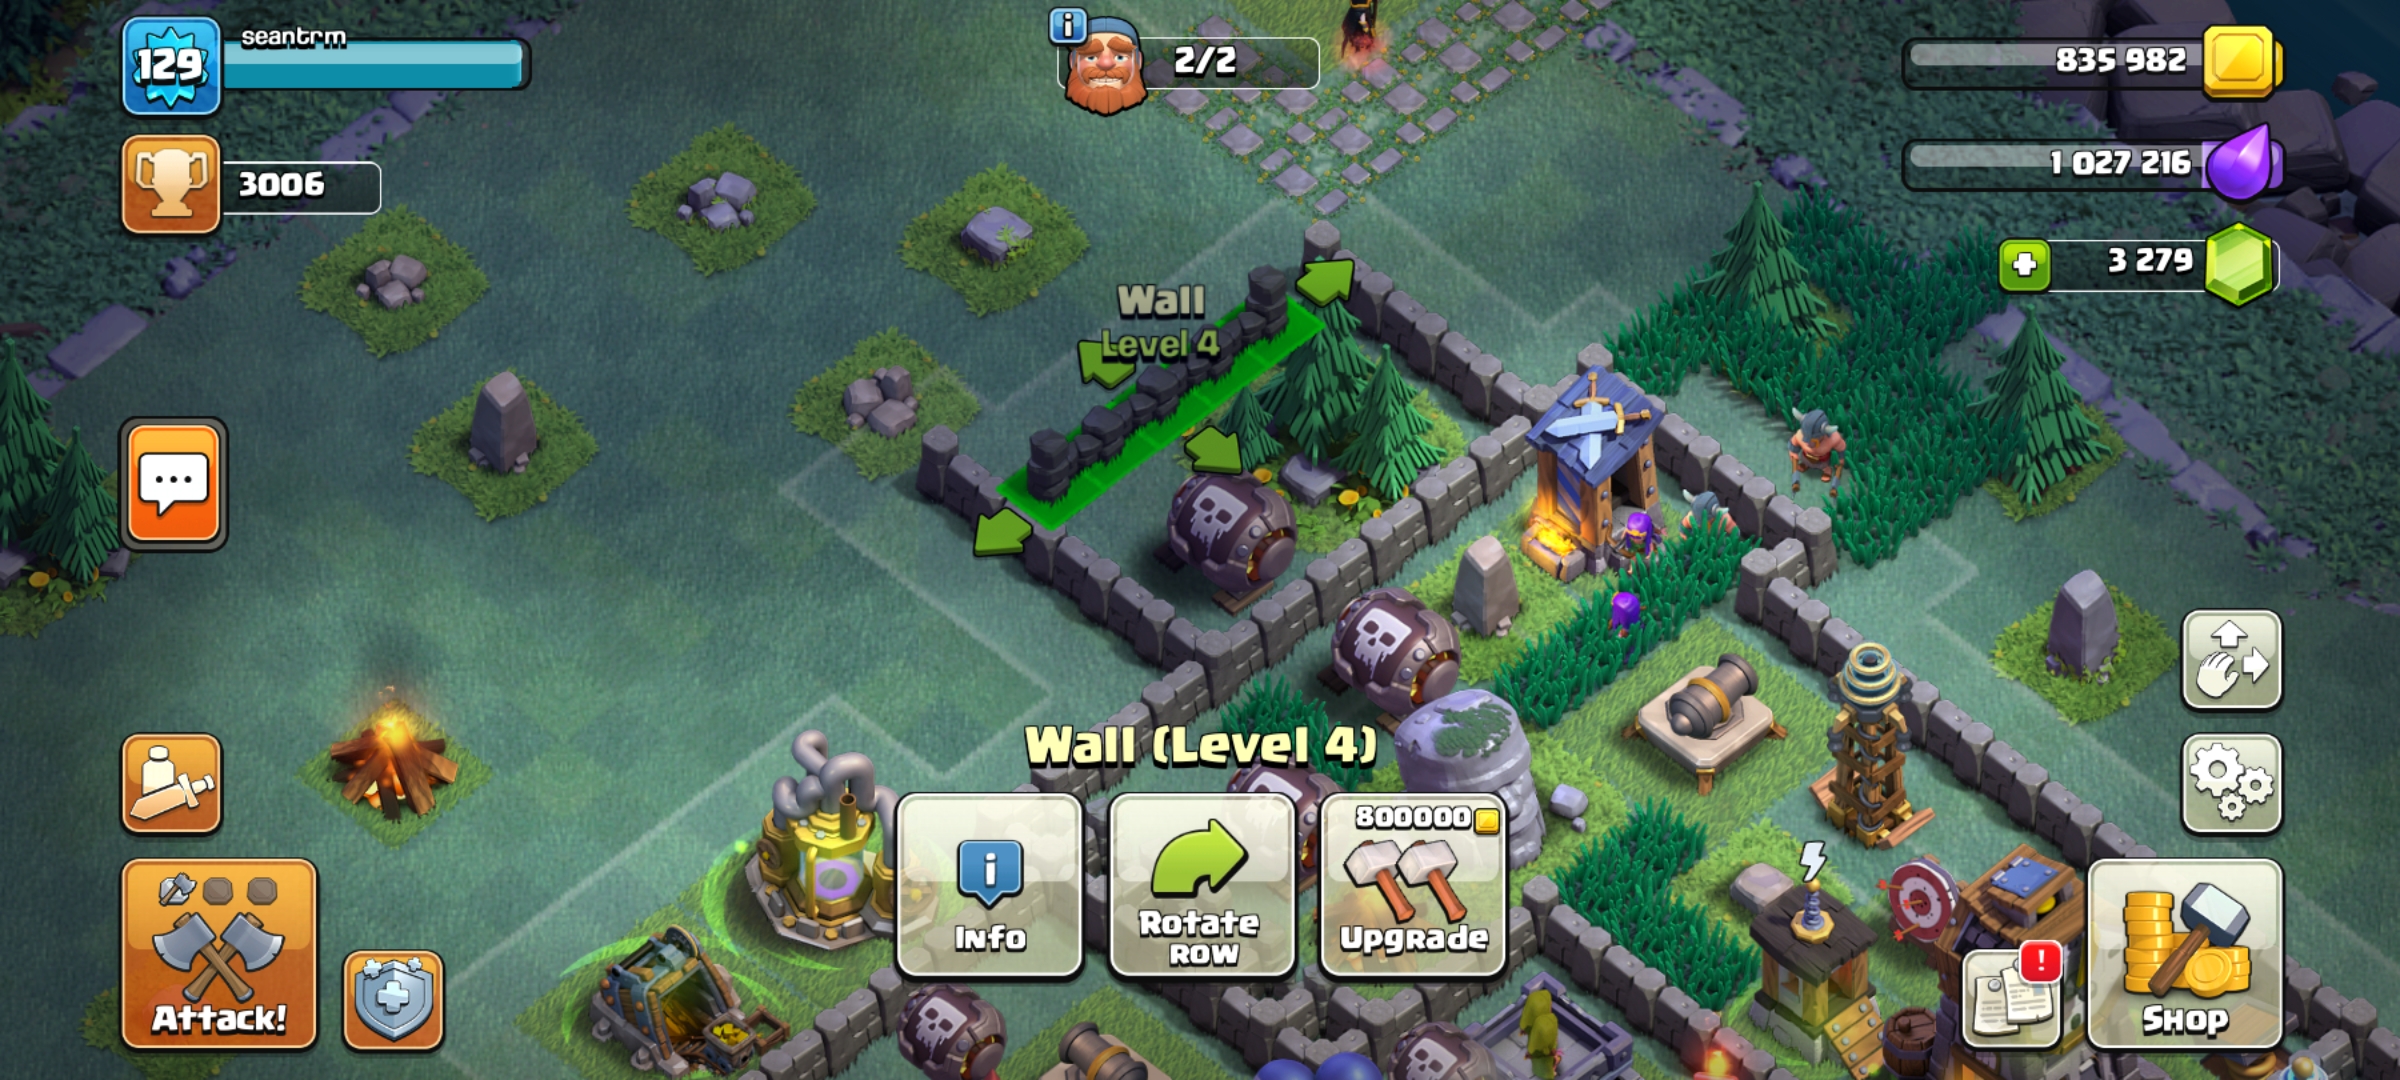 129
seantrm
2/2
835 982
3006
1 027 216
3 279
Wall
Level 4
Wall (Level 4)
800000
Info
Rotate
Row
Upgrade
Attack!
!
Shop